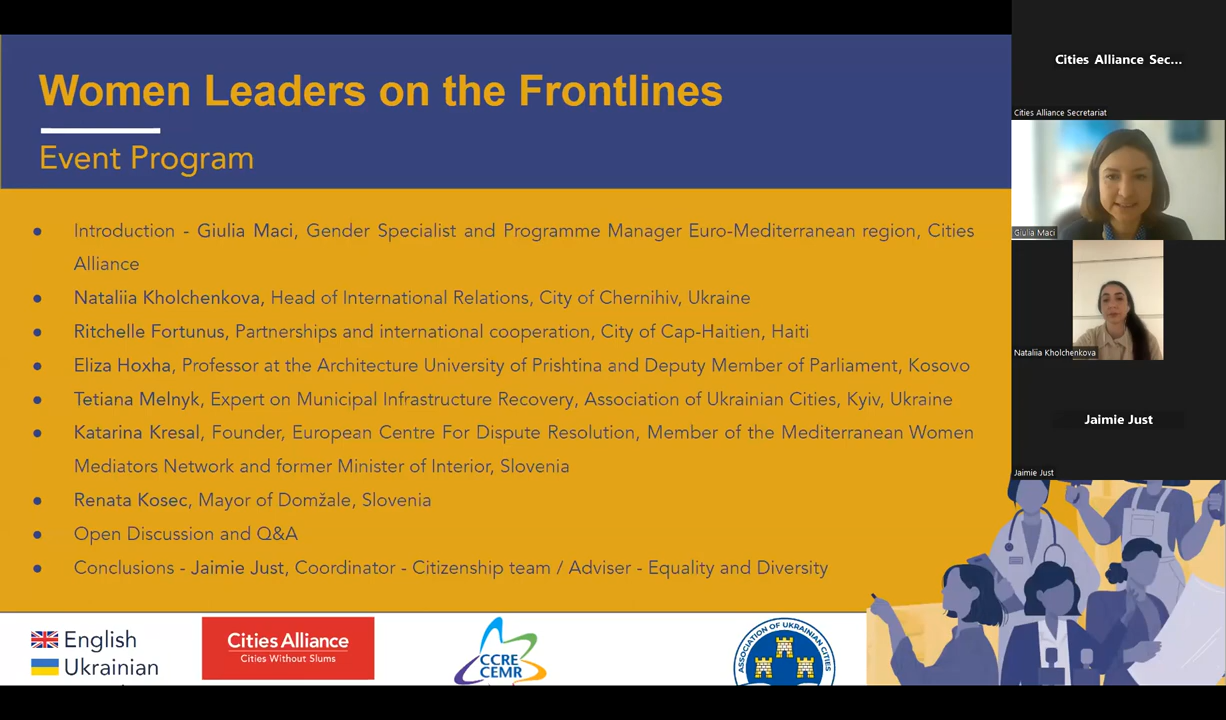 Women Leaders on the Frontlines
Event Program
● Introduction - Giulia Maci, Gender Specialist and Programme Manager Euro-Mediterranean region, Cities
Alliance
● Nataliia Kholchenkova, Head of International Relations, City of Chernihiv, Ukraine
● Ritchelle Fortunus, Partnerships and international cooperation, City of Cap-Haitien, Haiti
● Eliza Hoxha, Professor at the Architecture University of Prishtina and Deputy Member of Parliament, Kosovo
● Tetiana Melnyk, Expert on Municipal Infrastructure Recovery, Association of Ukrainian Cities, Kyiv, Ukraine
● Katarina Kresal, Founder, European Centre For Dispute Resolution, Member of the Mediterranean Women
Mediators Network and former Minister of Interior, Slovenia
● Renata Kosec, Mayor of Domžale, Slovenia
● Open Discussion and Q&A
● Conclusions - Jaimie Just, Coordinator - Citizenship team / Adviser - Equality and Diversity
English
Ukrainian
Cities Alliance
Cities Without Slums
CCRE
CEMR
ASSOCIATION OF UKRAINIAN CITIES
Cities Alliance Sec...
Cities Alliance Secretariat
Giulia Maci
Nataliia Kholchenkova
Jaimie Just
Jaimie Just